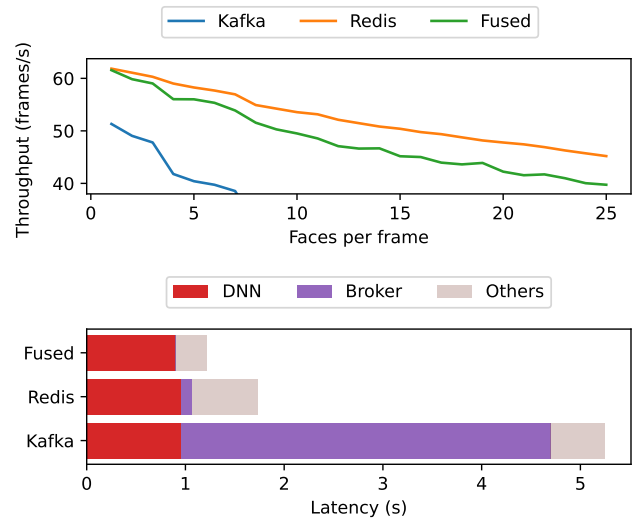 Kafka Redis Fused
Throughput (frames/s)
60
50
40
0 5 10 15 20 25
Faces per frame
DNN Broker Others
Fused
Redis
Kafka
0 1 2 3 4 5
Latency (s)